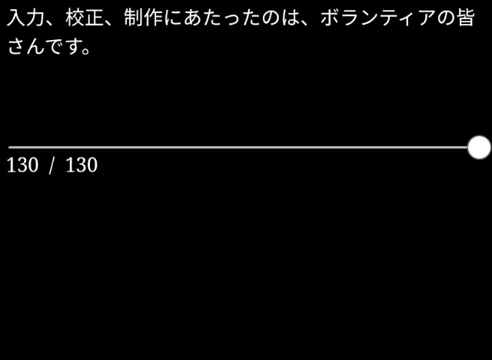 入力、校正、制作にあたったのは、ボランティアの皆
さんです。
130 / 130